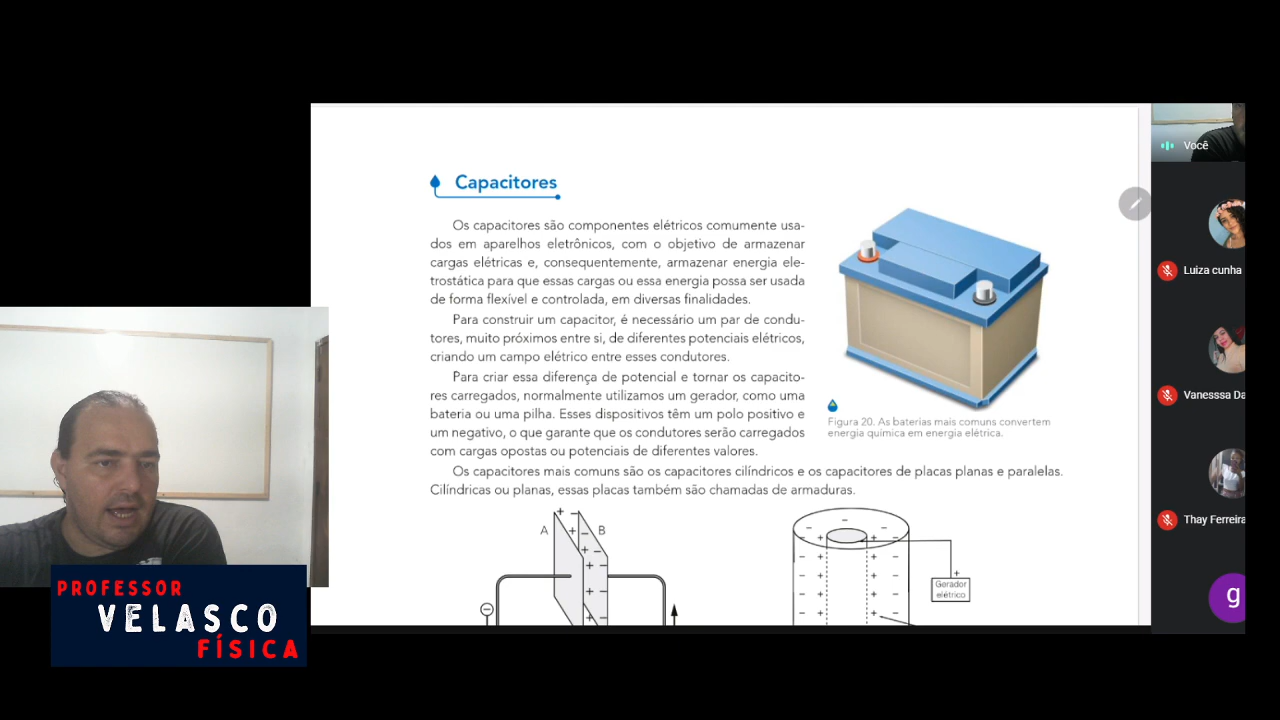 Capacitores
Os capacitores são componentes elétricos comumente usa-
dos em aparelhos eletrônicos, com o objetivo de armazenar
cargas elétricas e, consequentemente, armazenar energia ele-
trostática para que essas cargas ou essa energia possa ser usada
de forma flexível e controlada, em diversas finalidades.
Para construir um capacitor, é necessário um par de condu-
tores, muito próximos entre si, de diferentes potenciais elétricos,
criando um campo elétrico entre esses condutores.
Para criar essa diferença de potencial e tornar os capacito-
res carregados, normalmente utilizamos um gerador, como uma
bateria ou uma pilha. Esses dispositivos têm um polo positivo e
um negativo, o que garante que os condutores serão carregados
com cargas opostas ou potenciais de diferentes valores.
Figura 20. As baterias mais comuns convertem
energia química em energia elétrica.
Os capacitores mais comuns são os capacitores cilíndricos e os capacitores de placas planas e paralelas.
Cilíndricas ou planas, essas placas também são chamadas de armaduras.
A
B
Gerador
elétrico
Você
Luiza cunha
Vanesssa Da
Thay Ferreira
g
PROFESSOR
VELASCO
FÍSICA